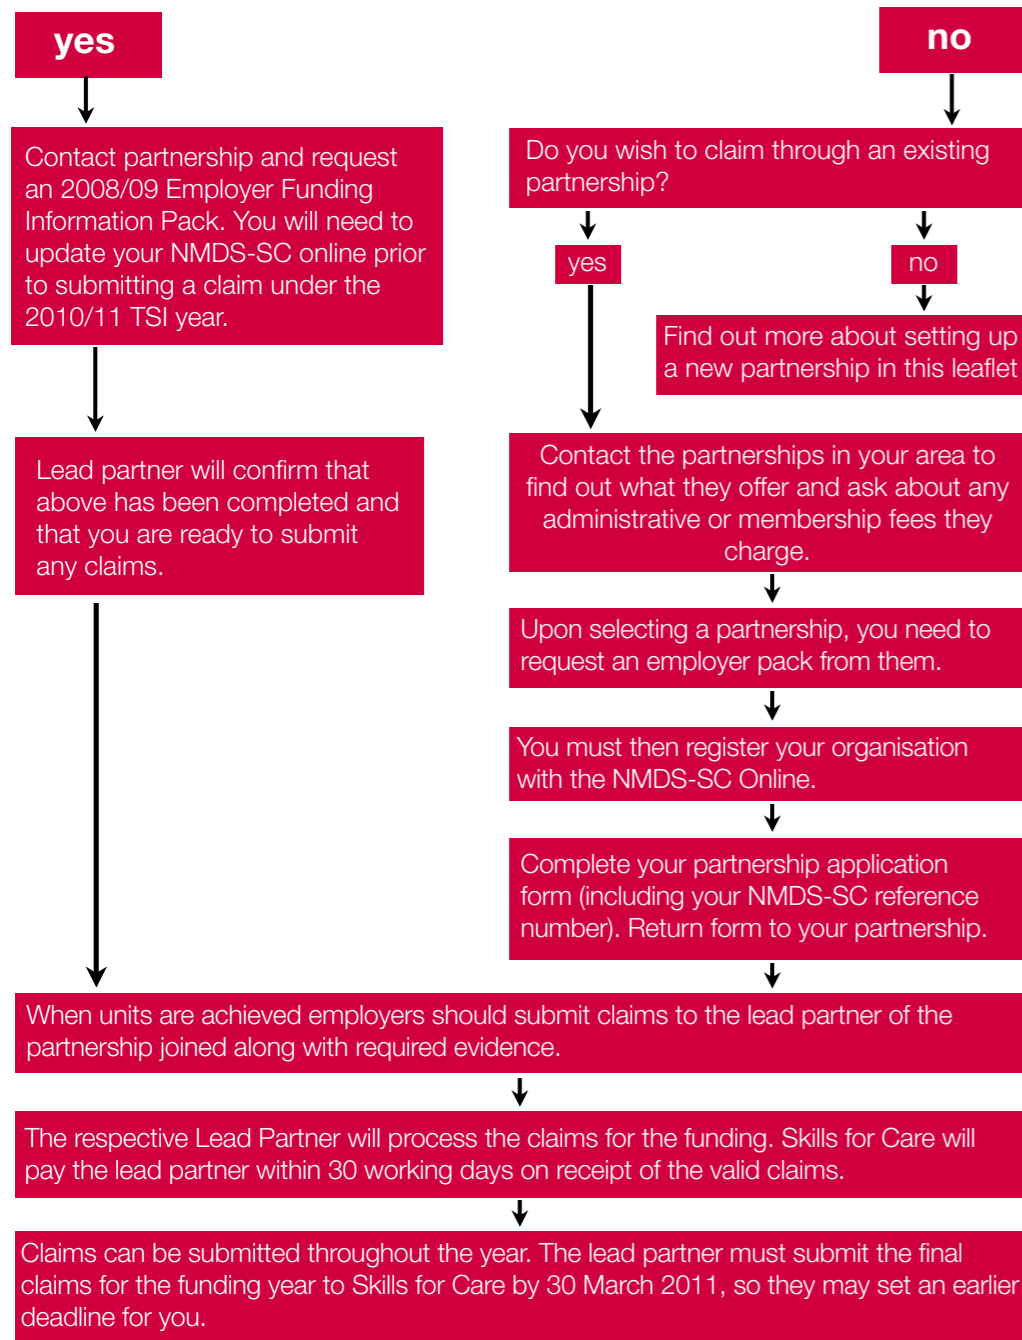 yes
no
Contact partnership and request
an 2008/09 Employer Funding
Information Pack. You will need to
update your NMDS-SC online prior
to submitting a claim under the
2010/11 TSI year.
Do you wish to claim through an existing
partnership?
yes
no
Find out more about setting up
a new partnership in this leaflet
Lead partner will confirm that
above has been completed and
that you are ready to submit
any claims.
Contact the partnerships in your area to
find out what they offer and ask about any
administrative or membership fees they
charge.
Upon selecting a partnership, you need to
request an employer pack from them.
You must then register your organisation
with the NMDS-SC Online.
Complete your partnership application
form (including your NMDS-SC reference
number). Return form to your partnership.
When units are achieved employers should submit claims to the lead partner of the
partnership joined along with required evidence.
The respective Lead Partner will process the claims for the funding. Skills for Care will
pay the lead partner within 30 working days on receipt of the valid claims.
Claims can be submitted throughout the year. The lead partner must submit the final
claims for the funding year to Skills for Care by 30 March 2011, so they may set an earlier
deadline for you.